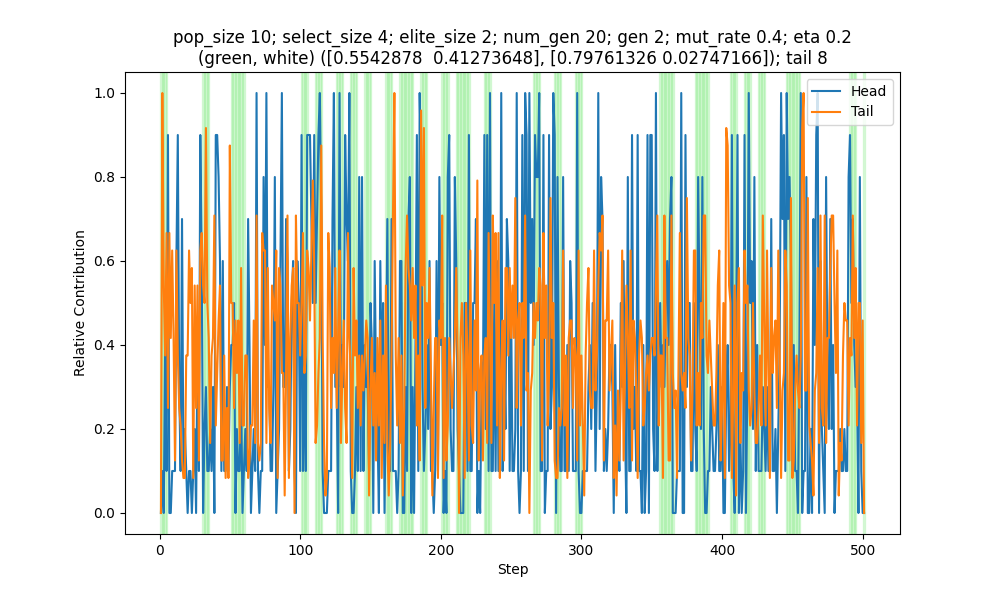 pop_size 10; select_size 4; elite_size 2; num_gen 20; gen 2; mut_rate 0.4; eta 0.2
(green, white) ([0.5542878  0.41273648], [0.79761326 0.02747166]); tail 8
1.0
0.8
0.6
0.4
0.2
0.0
Relative Contribution
Head
Tail
0
100
200
300
400
500
Step